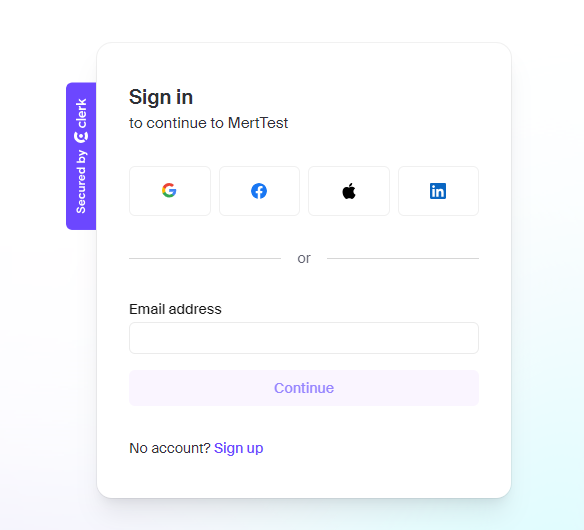 Sign in
to continue to MertTest
Secured by clerk
or
Email address
Continue
No account? Sign up